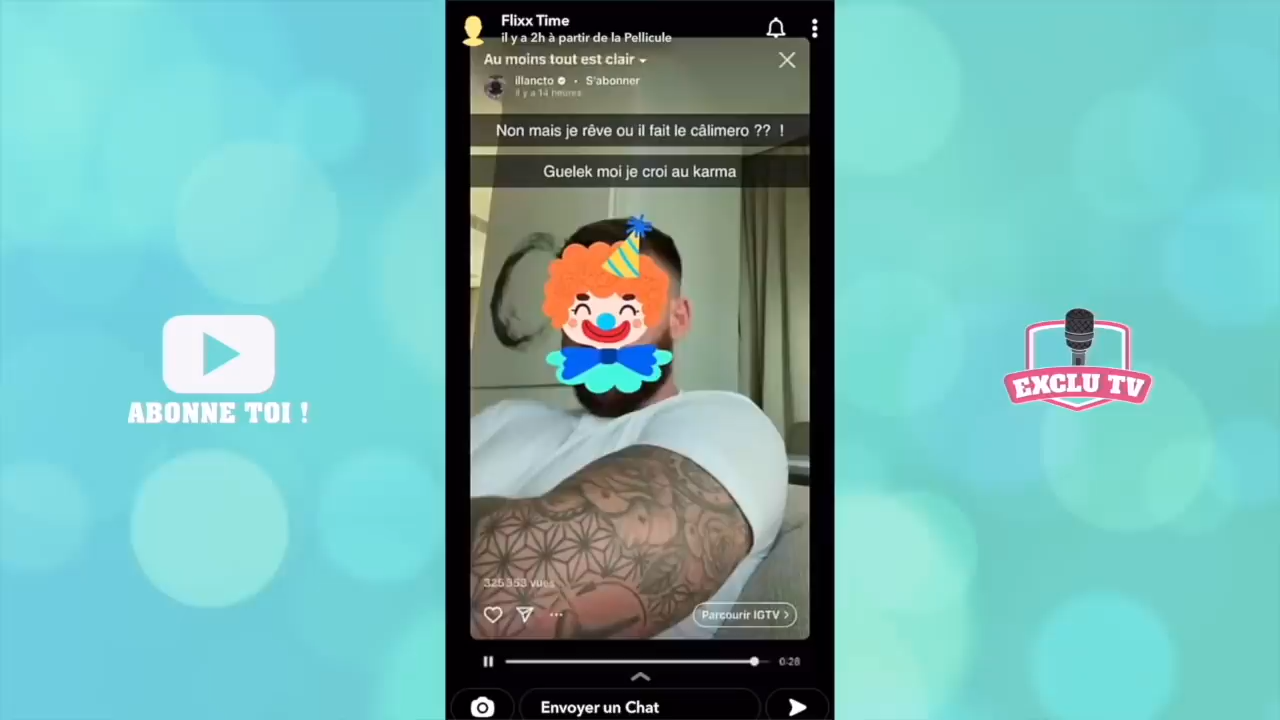 Flixx Time
il y a 2h à partir de la Pellicule
Au moins tout est clair
illancto • S'abonner
il y a 14 heures
Non mais je rêve ou il fait le câlimero ?? !
Guelek moi je croi au karma
ABONNE TOI !
EXCLU TV
325 353 vues
Parcourir IGTV >
0:28
Envoyer un Chat